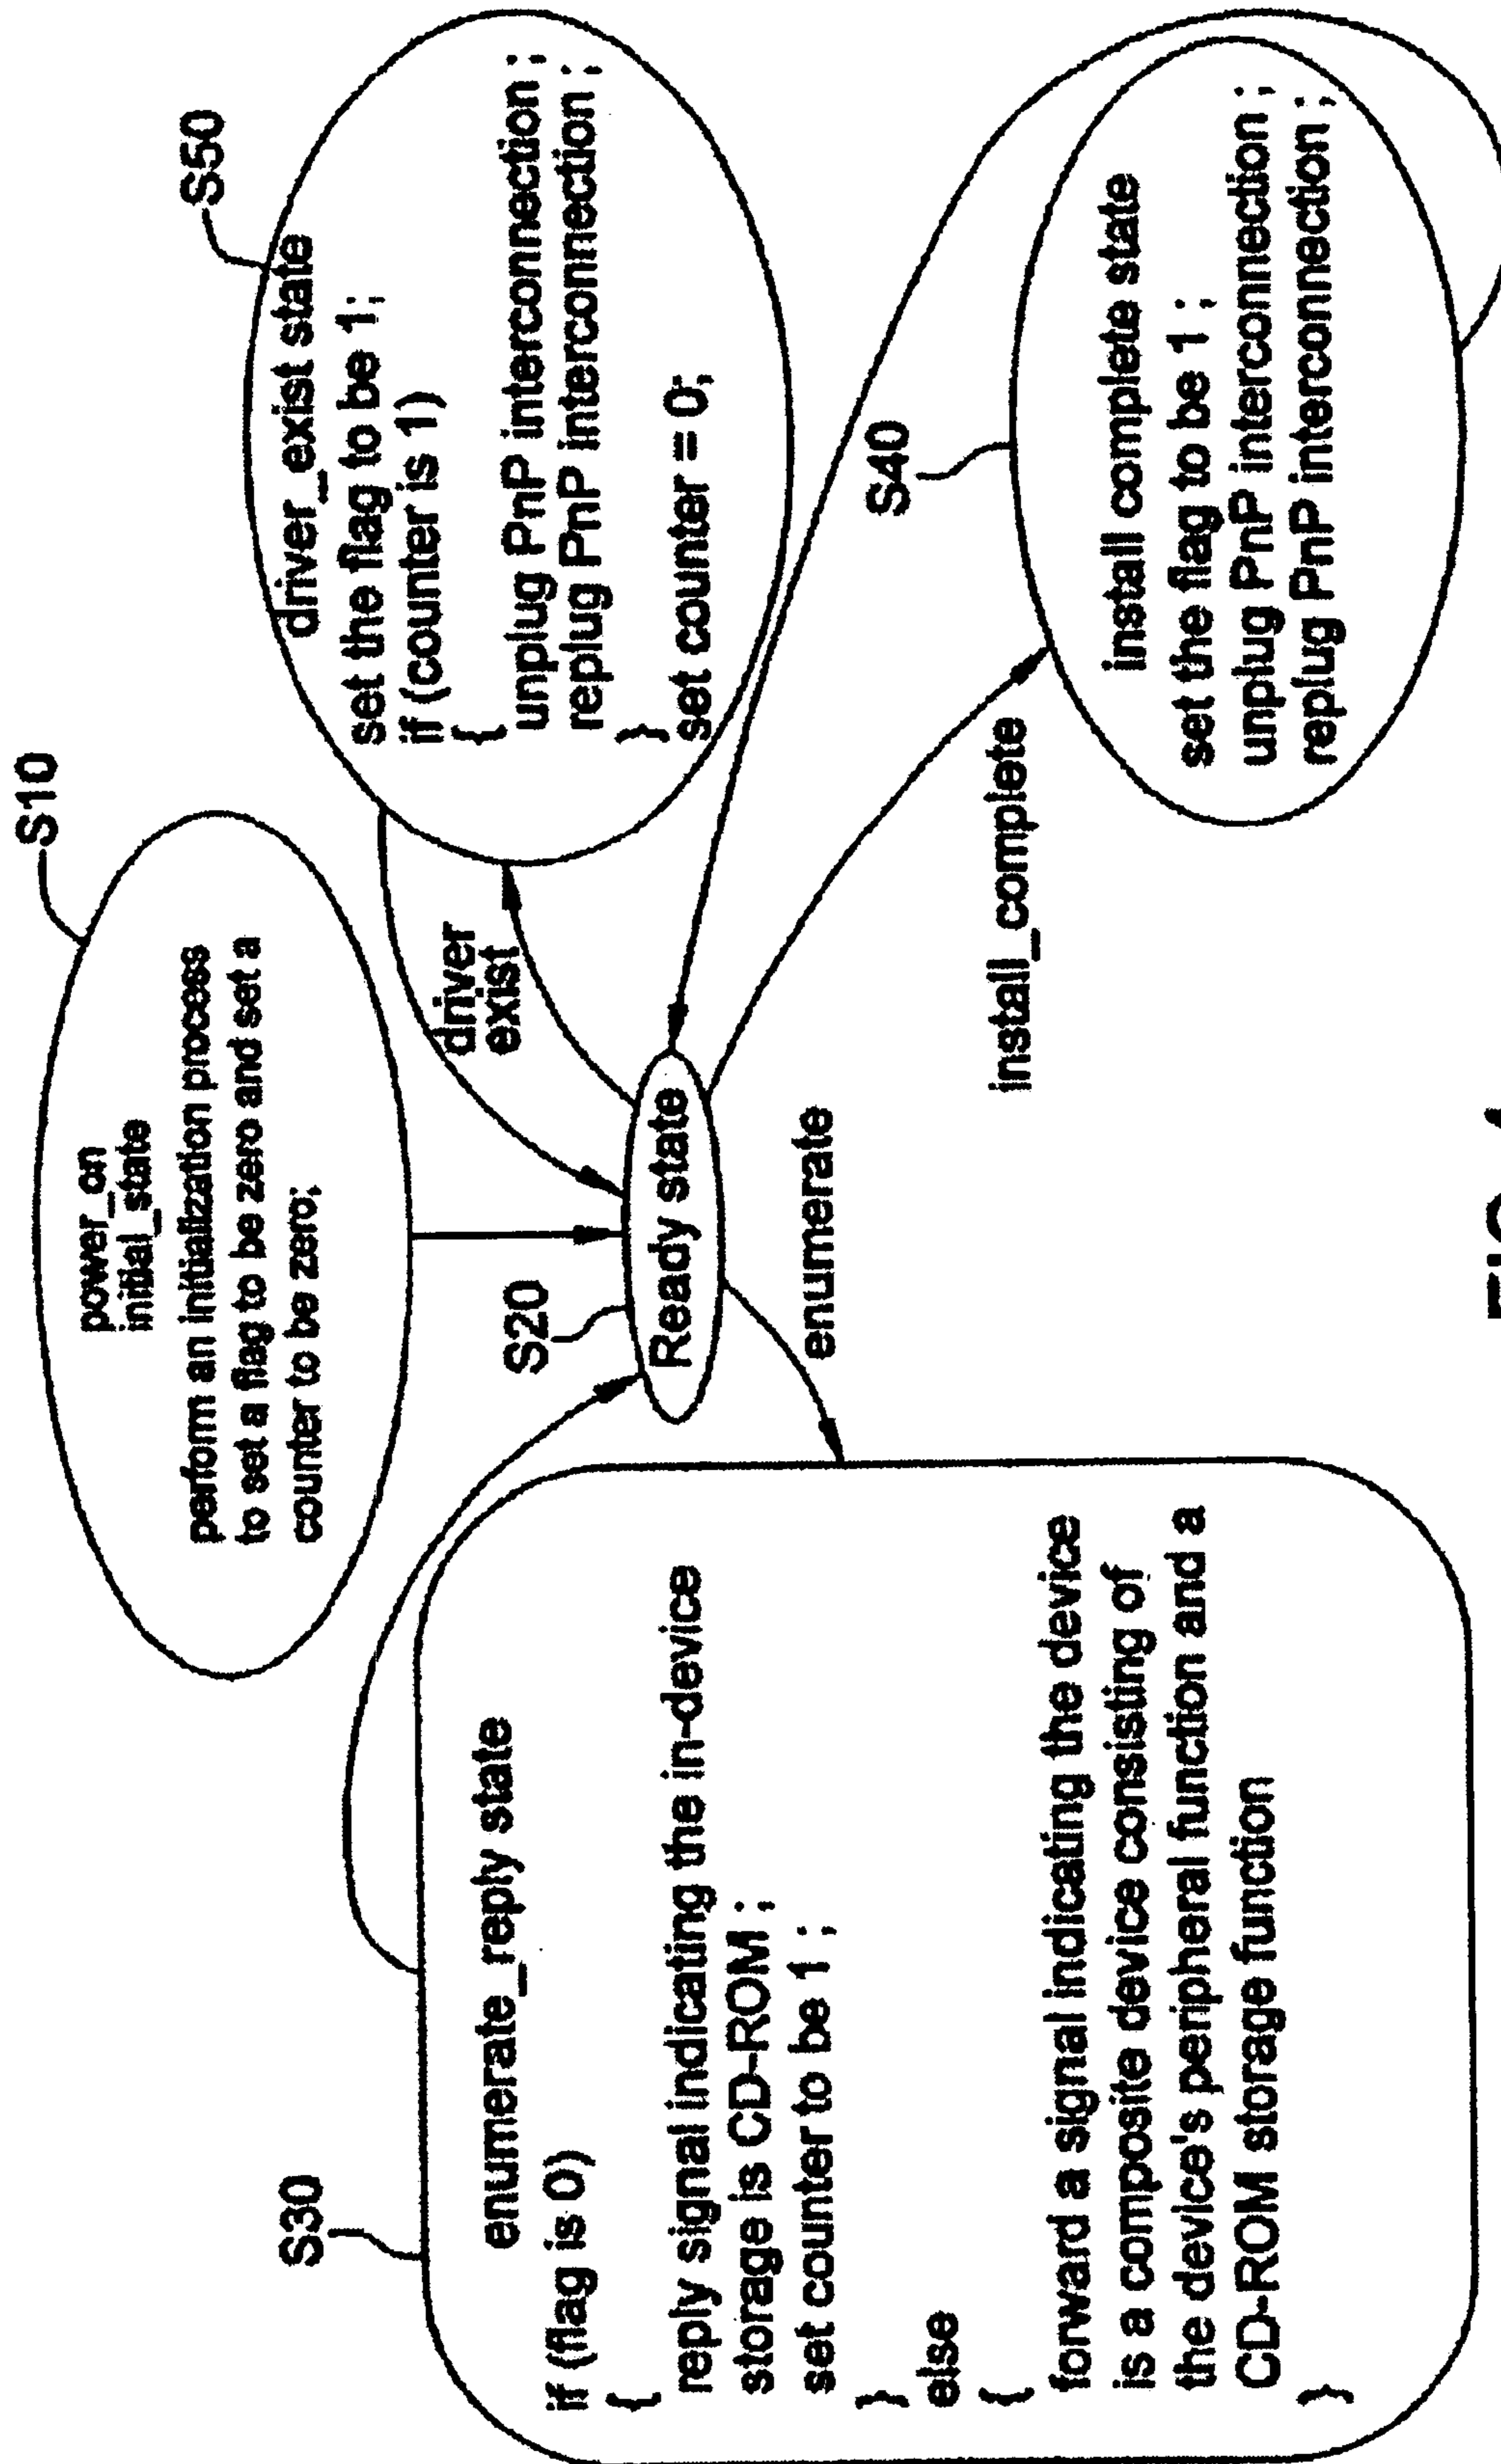 S10
power_on
initial_state
perform an initialization process
to set a flag to be zero and set a
counter to be zero;
S50
driver_exist state
set the flag to be 1;
if (counter is 1)
{
unplug PnP interconnection ;
replug PnP interconnection ;
}
set counter = 0;
driver
exist
S20
Ready state
enumerate
install_complete
S40
install complete state
set the flag to be 1 ;
unplug PnP interconnection ;
replug PnP interconnection ;
S30
enumerate_reply state
if (flag is 0)
{
reply signal indicating the in-device
storage is CD-ROM ;
set counter to be 1 ;
}
else
{
forward a signal indicating the device
is a composite device consisting of
the device's peripheral function and a
CD-ROM storage function
}